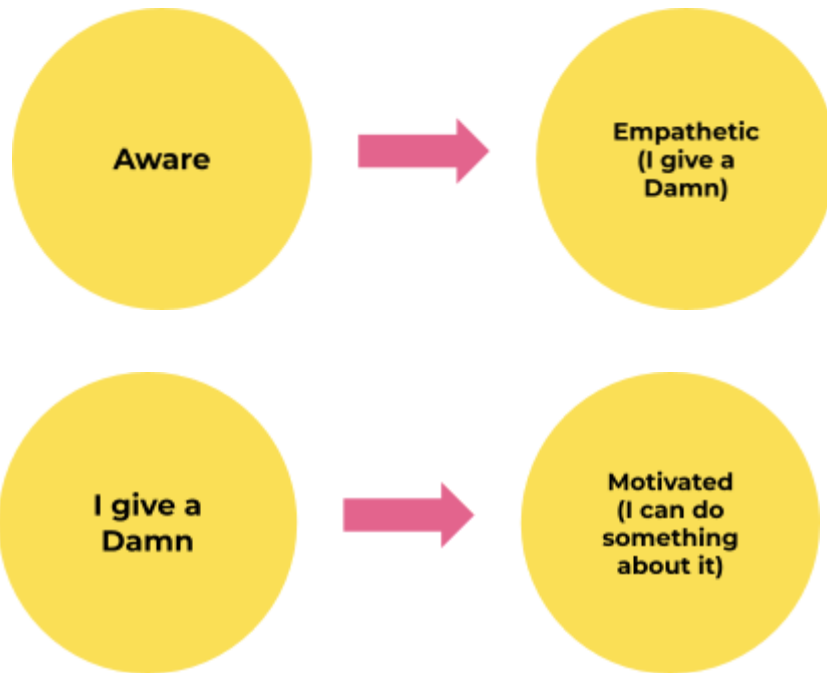 Aware
Empathetic
(I give a
Damn)
I give a
Damn
Motivated
(I can do
something
about it)